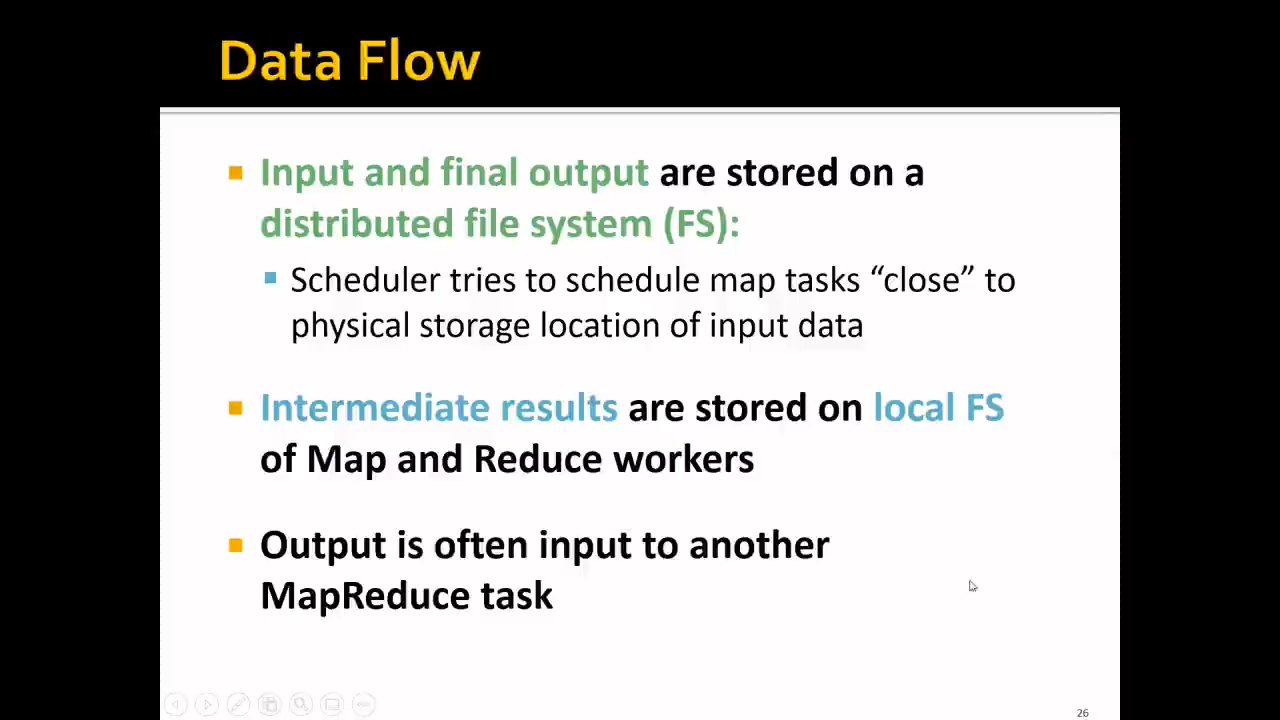 Data Flow
Input and final output are stored on a
distributed file system (FS):
Scheduler tries to schedule map tasks “close” to
physical storage location of input data
Intermediate results are stored on local FS
of Map and Reduce workers
Output is often input to another
MapReduce task
26